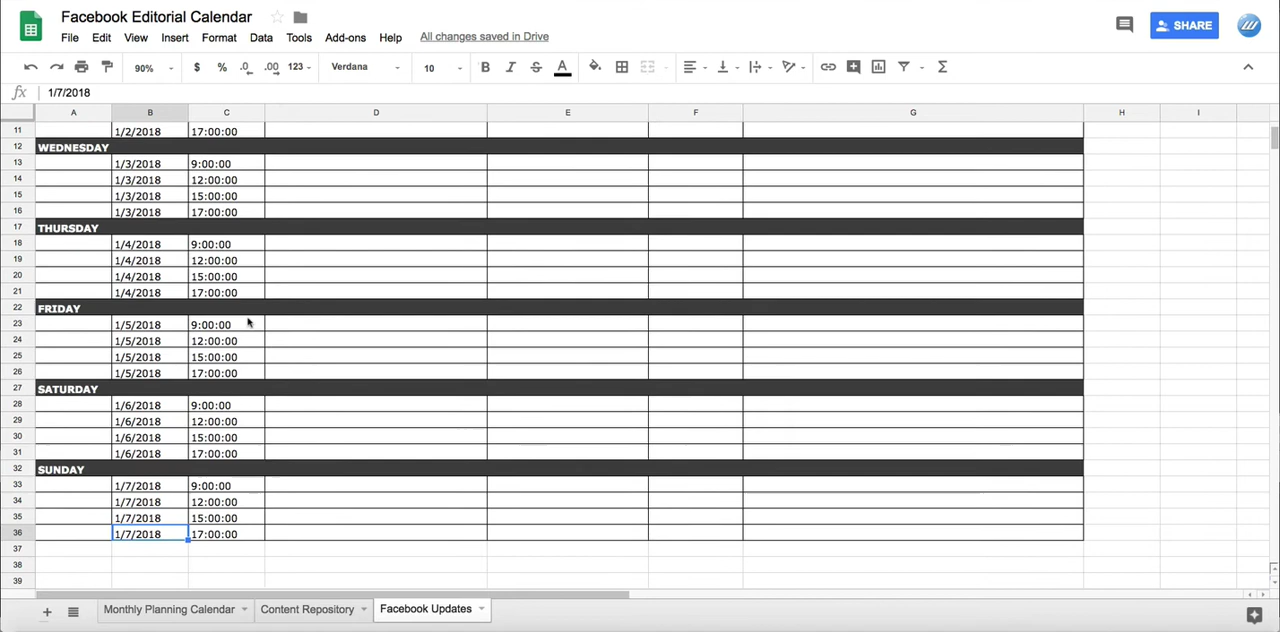 Facebook Editorial Calendar
File Edit View Insert Format Data Tools Add-ons Help All changes saved in Drive
SHARE
90% $ % .0 .00 123 Verdana 10 B I S A Σ
fx 1/7/2018
A B C D E F G H I
11 1/2/2018 17:00:00
12 WEDNESDAY
13 1/3/2018 9:00:00
14 1/3/2018 12:00:00
15 1/3/2018 15:00:00
16 1/3/2018 17:00:00
17 THURSDAY
18 1/4/2018 9:00:00
19 1/4/2018 12:00:00
20 1/4/2018 15:00:00
21 1/4/2018 17:00:00
22 FRIDAY
23 1/5/2018 9:00:00
24 1/5/2018 12:00:00
25 1/5/2018 15:00:00
26 1/5/2018 17:00:00
27 SATURDAY
28 1/6/2018 9:00:00
29 1/6/2018 12:00:00
30 1/6/2018 15:00:00
31 1/6/2018 17:00:00
32 SUNDAY
33 1/7/2018 9:00:00
34 1/7/2018 12:00:00
35 1/7/2018 15:00:00
36 1/7/2018 17:00:00
37
38
39
Monthly Planning Calendar Content Repository Facebook Updates